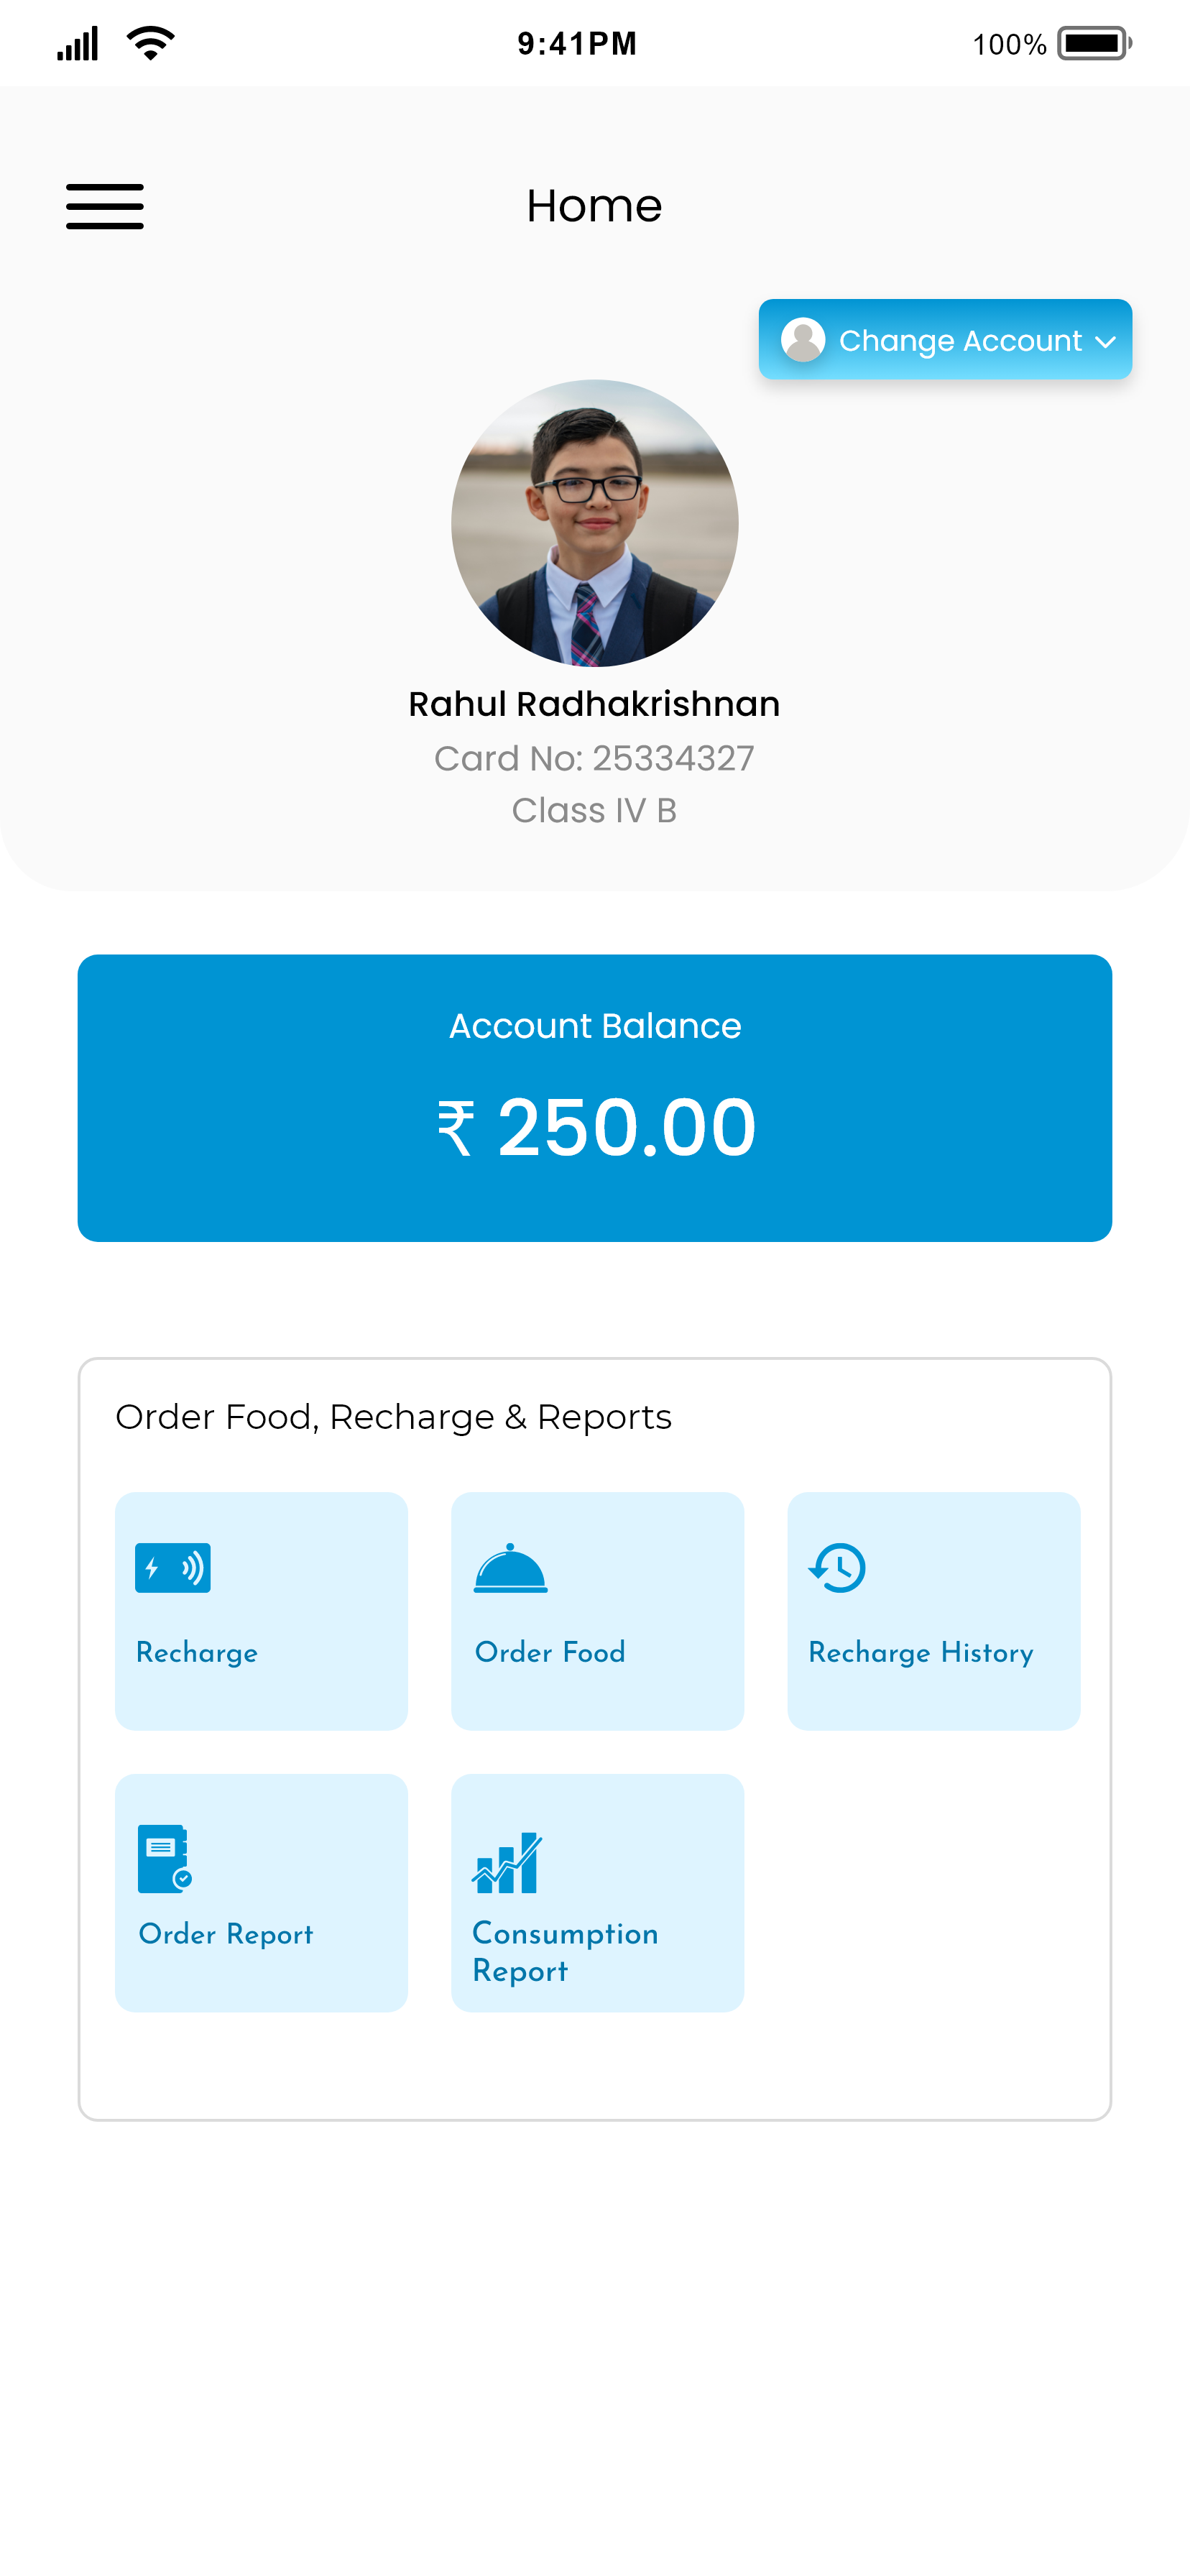 9:41PM
100%
Home
Change Account
Rahul Radhakrishnan
Card No: 25334327
Class IV B
Account Balance
₹ 250.00
Order Food, Recharge & Reports
Recharge
Order Food
Recharge History
Order Report
Consumption
Report